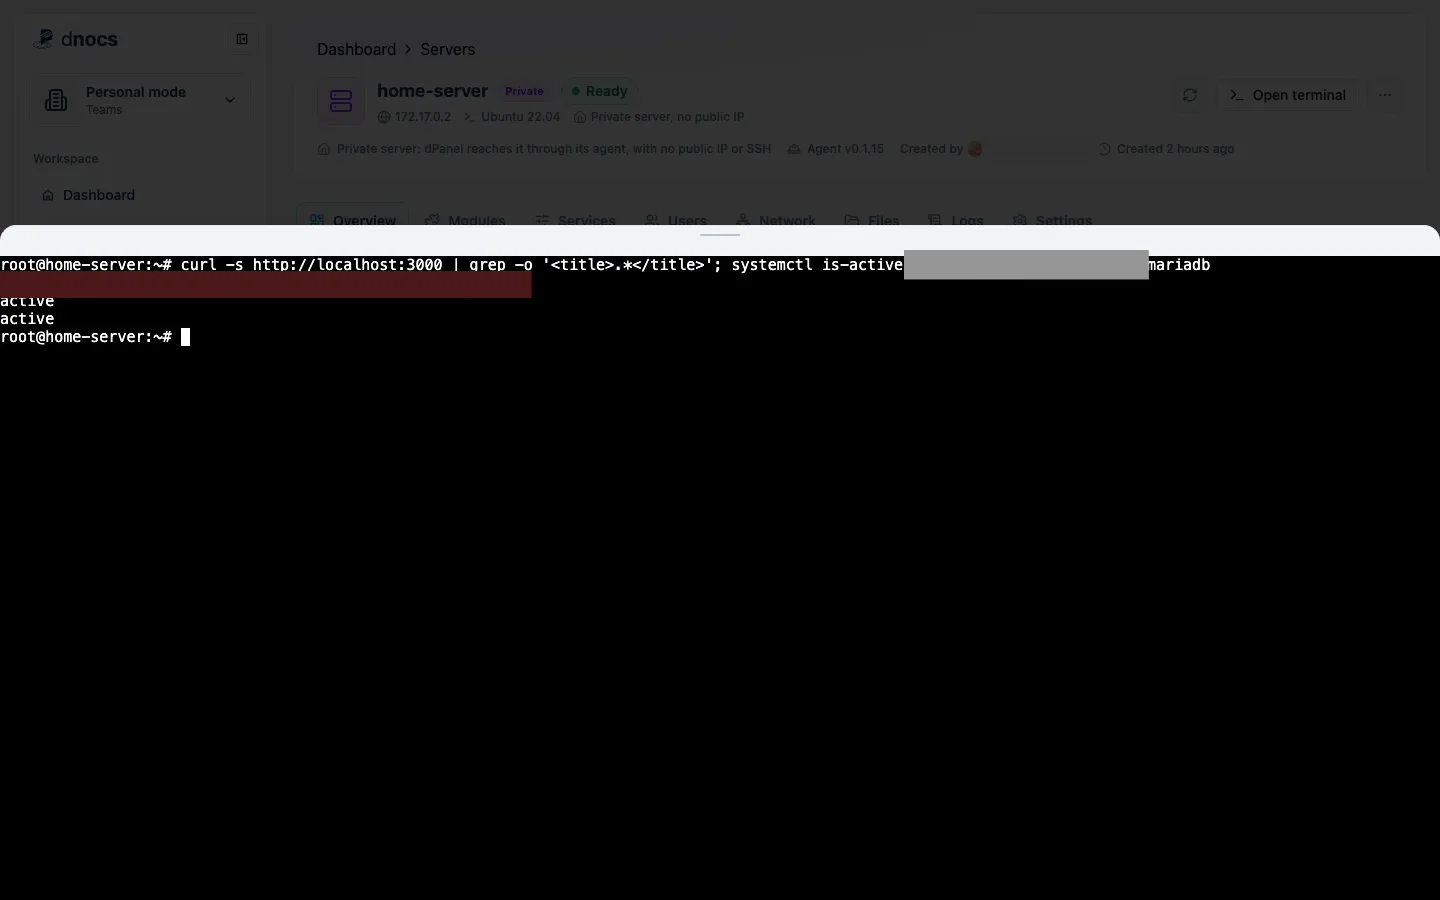 dnocs
Personal mode
Teams
Workspace
Dashboard
Dashboard > Servers
home-server Private Ready
172.17.0.2 Ubuntu 22.04 Private server, no public IP
Open terminal
Private server: dPanel reaches it through its agent, with no public IP or SSH Agent v0.1.15 Created by Created 2 hours ago
Overview Modules Services Users Network Files Logs Settings
root@home-server:~# curl -s http://localhost:3000 | grep -o '<title>.*</title>'; systemctl is-active mariadb
active
active
root@home-server:~#